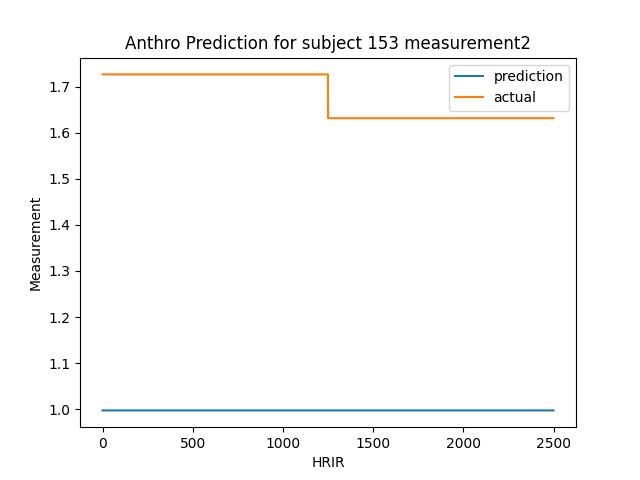 Anthro Prediction for subject 153 measurement2
prediction
actual
Measurement
1.7
1.6
1.5
1.4
1.3
1.2
1.1
1.0
0
500
1000
1500
2000
2500
HRIR